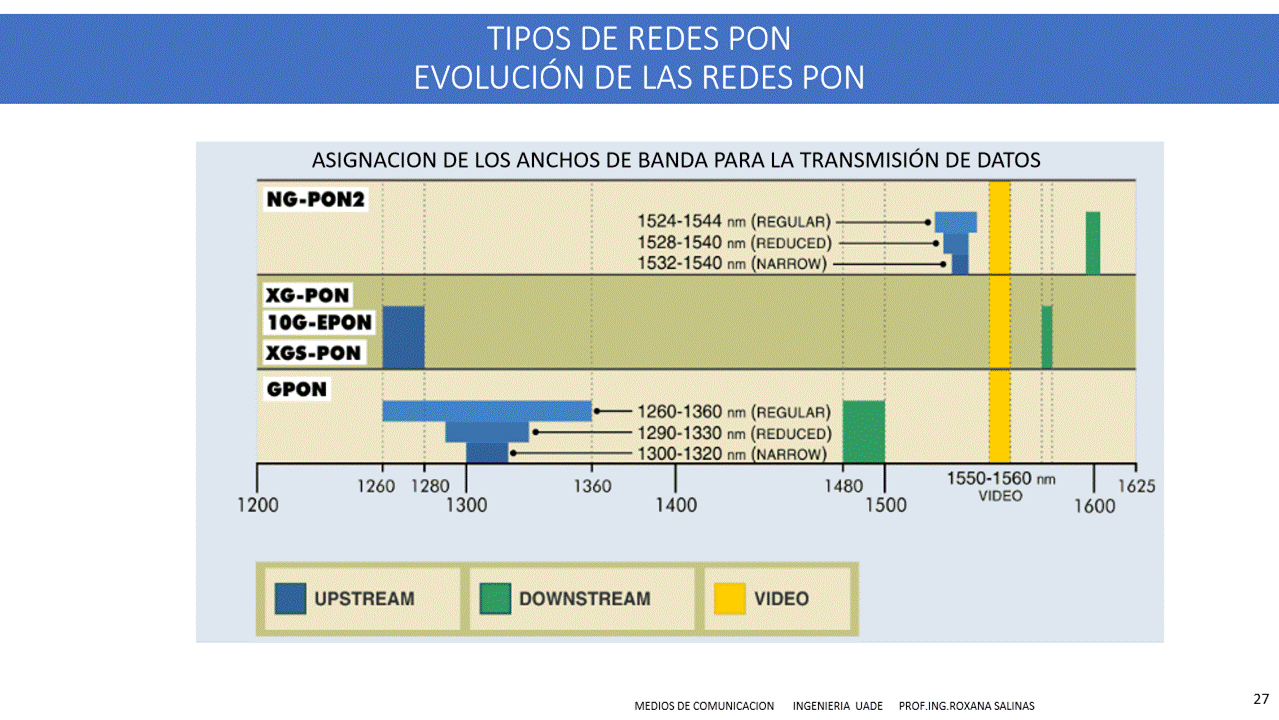 TIPOS DE REDES PON
EVOLUCIÓN DE LAS REDES PON
ASIGNACION DE LOS ANCHOS DE BANDA PARA LA TRANSMISIÓN DE DATOS
NG-PON2
1524-1544 nm (REGULAR)
1528-1540 nm (REDUCED)
1532-1540 nm (NARROW)
XG-PON
10G-EPON
XGS-PON
GPON
1260-1360 nm (REGULAR)
1290-1330 nm (REDUCED)
1300-1320 nm (NARROW)
1260 1280 1360 1480 1550-1560 nm 1625
VIDEO
1200 1300 1400 1500 1600
UPSTREAM DOWNSTREAM VIDEO
MEDIOS DE COMUNICACION INGENIERIA UADE PROF.ING.ROXANA SALINAS
27